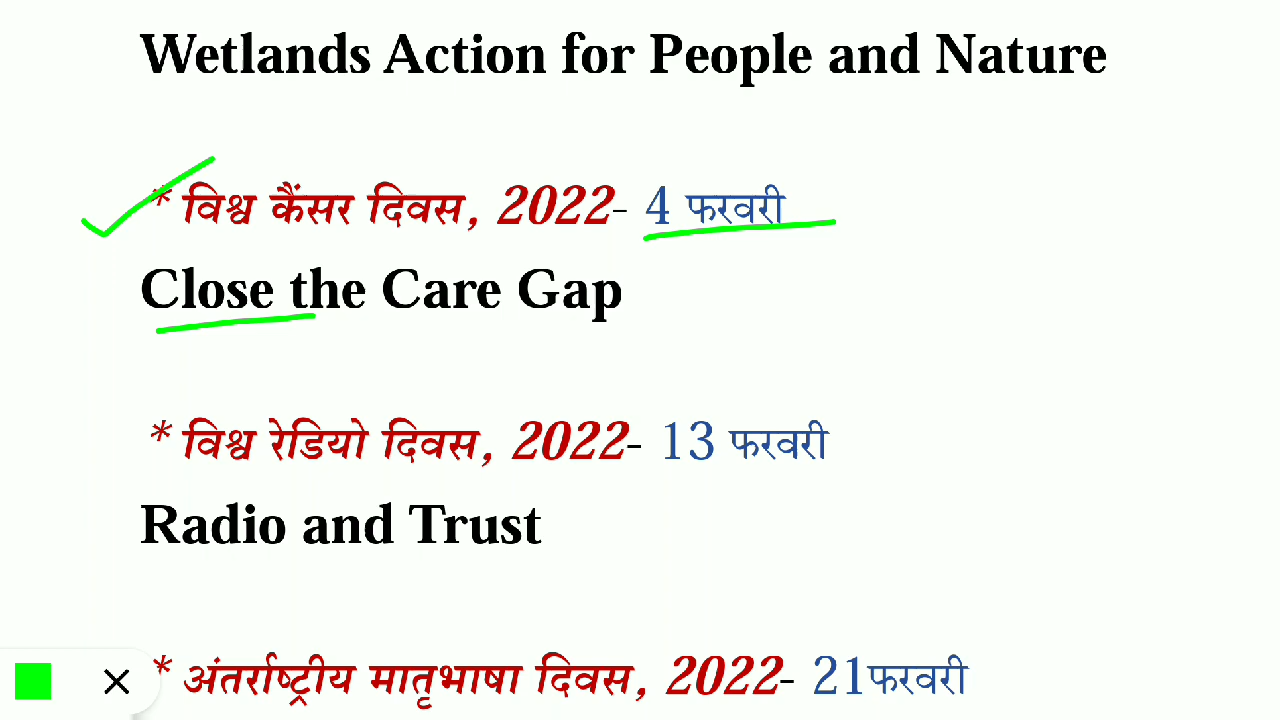 Wetlands Action for People and Nature
* विश्व कैंसर दिवस, 2022- 4 फरवरी
Close the Care Gap
* विश्व रेडियो दिवस, 2022- 13 फरवरी
Radio and Trust
* अंतर्राष्ट्रीय मातृभाषा दिवस, 2022- 21फरवरी